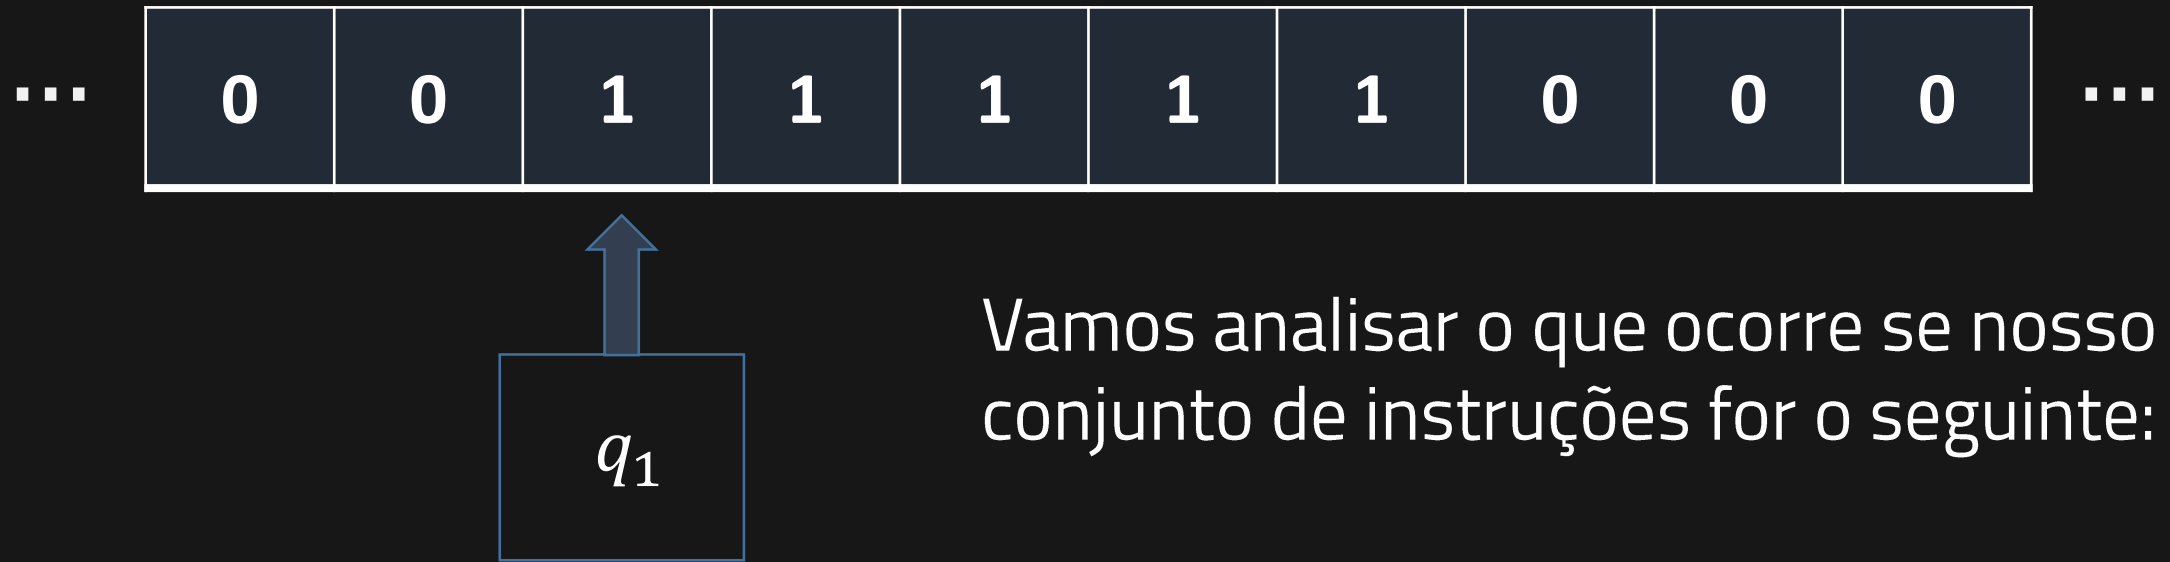 ... 0 0 1 1 1 1 1 0 0 0 ...
Vamos analisar o que ocorre se nosso
conjunto de instruções for o seguinte:
q₁